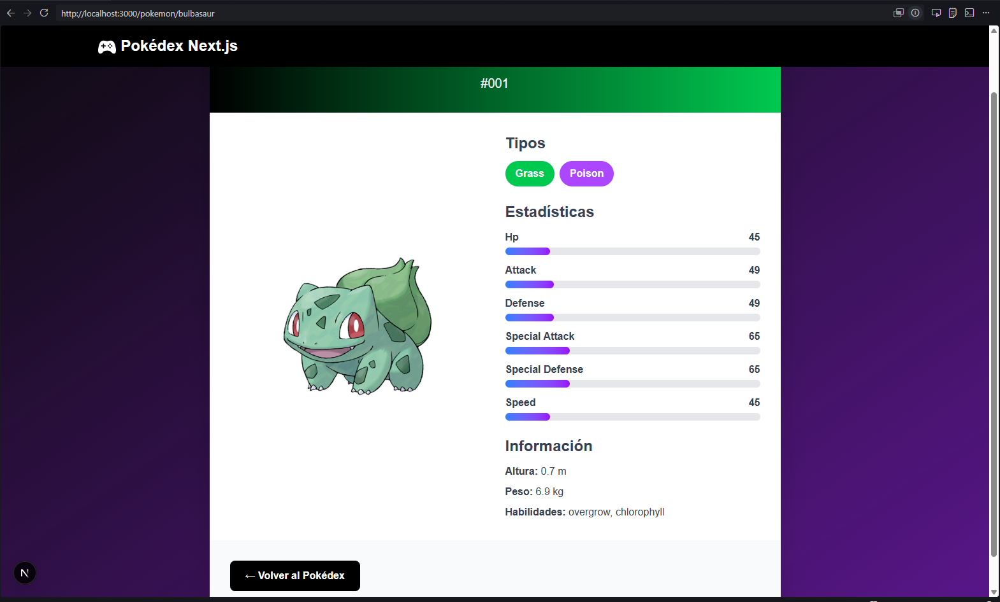 http://localhost:3000/pokemon/bulbasaur
Pokédex Next.js
#001
Tipos
Grass Poison
Estadísticas
Hp 45
Attack 49
Defense 49
Special Attack 65
Special Defense 65
Speed 45
Información
Altura: 0.7 m
Peso: 6.9 kg
Habilidades: overgrow, chlorophyll
← Volver al Pokédex
N